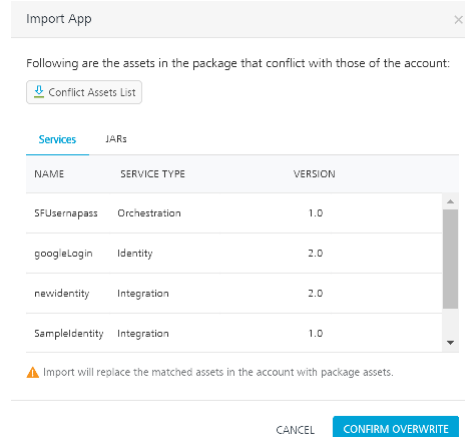 Import App
Following are the assets in the package that conflict with those of the account:
Conflict Assets List
Services JARs
NAME SERVICE TYPE VERSION
SFUsernapass Orchestration 1.0
googleLogin Identity 2.0
newidentity Integration 2.0
SampleIdentity Integration 1.0
Import will replace the matched assets in the account with package assets.
CANCEL CONFIRM OVERWRITE